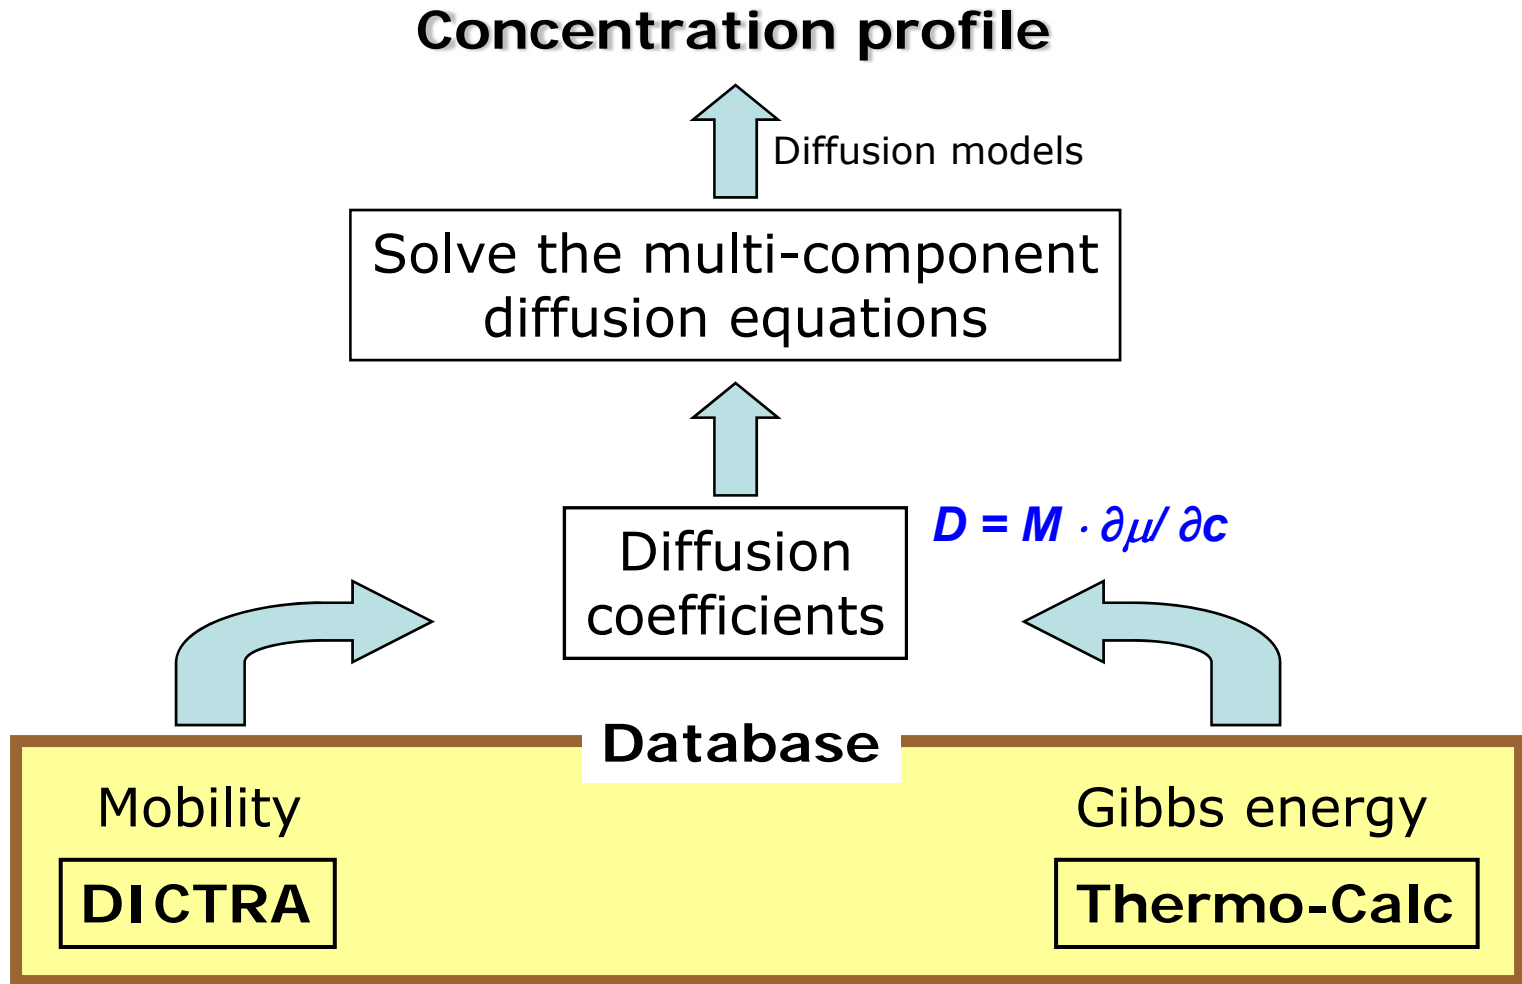 Concentration profile
Diffusion models
Solve the multi-component
diffusion equations
D = M · ∂μ/ ∂c
Diffusion
coefficients
Database
Mobility
Gibbs energy
DICTRA
Thermo-Calc